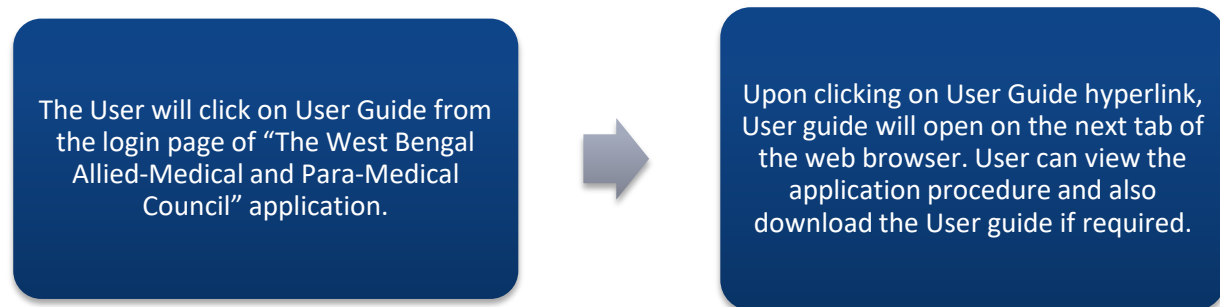 The User will click on User Guide from
the login page of “The West Bengal
Allied-Medical and Para-Medical
Council” application.
Upon clicking on User Guide hyperlink,
User guide will open on the next tab of
the web browser. User can view the
application procedure and also
download the User guide if required.